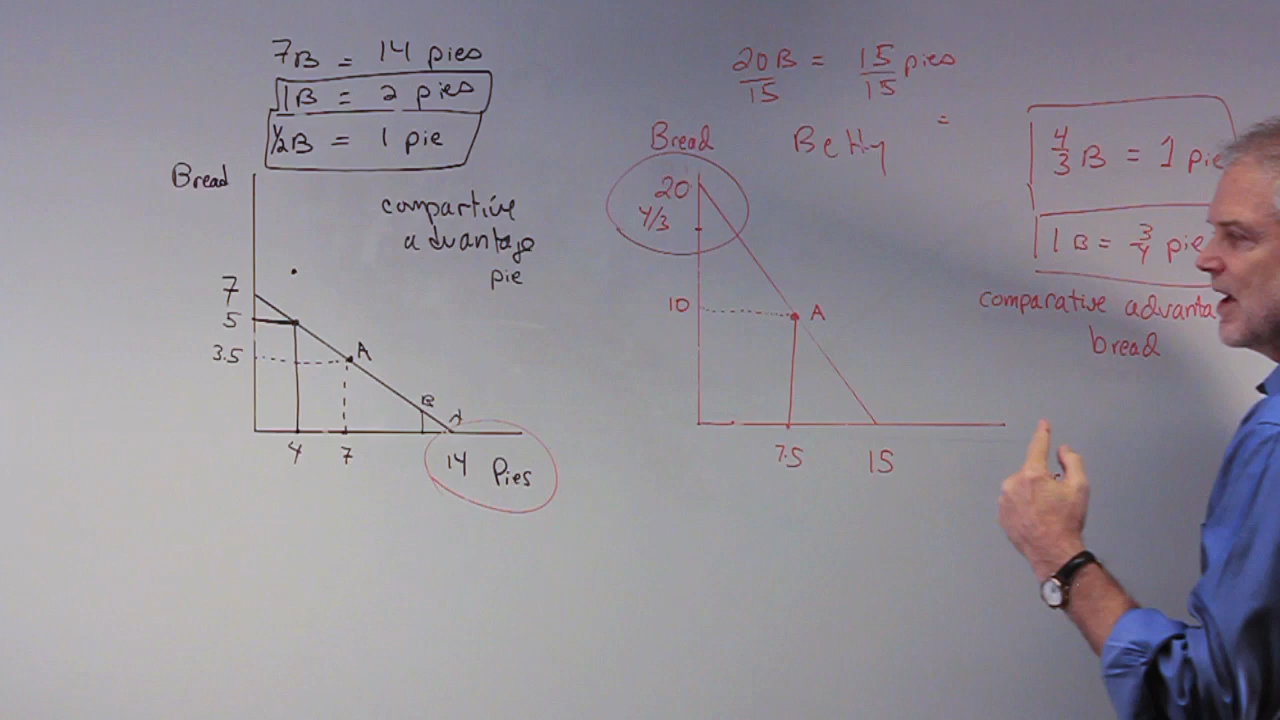 7B = 14 pies
1B = 2 pies
½B = 1 pie
Bread
compartive
advantage
pie
7
5
3.5
A
B
4
7
14 Pies
20B = 15 pies
15 15
=
Betty
Bread
20
4/3
10
A
7.5
15
4/3 B = 1 pie
1 B = 3/4 pie
comparative advanta
bread